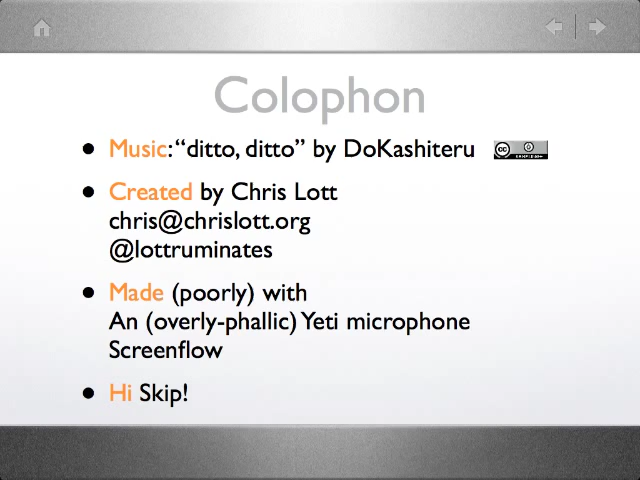 Colophon
• Music: “ditto, ditto” by DoKashiteru
• Created by Chris Lott
chris@chrislott.org
@lottruminates
• Made (poorly) with
An (overly-phallic) Yeti microphone
Screenflow
• Hi Skip!